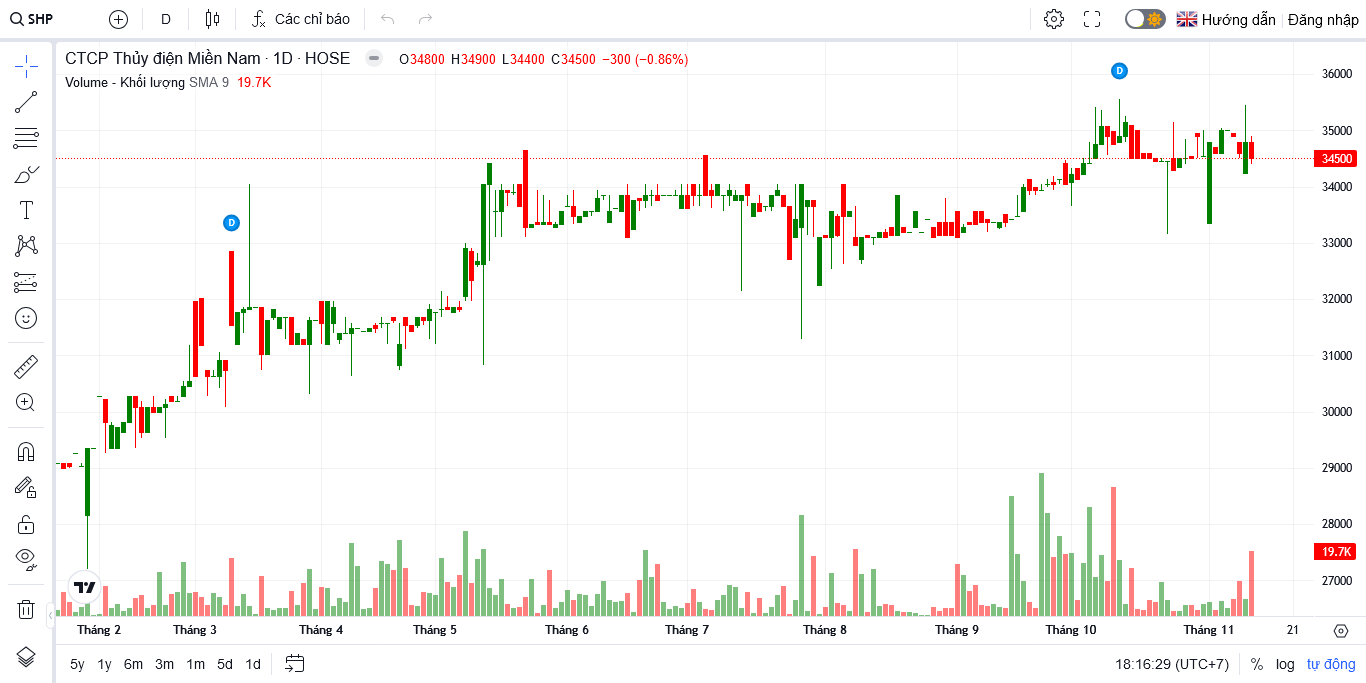 SHP D Các chỉ báo Hướng dẫn Đăng nhập
CTCP Thủy điện Miền Nam · 1D · HOSE O34800 H34900 L34400 C34500 −300 (−0.86%)
Volume - Khối lượng SMA 9 19.7K
D
D
36000
35000
34500
34000
33000
32000
31000
30000
29000
28000
19.7K
27000
Tháng 2 Tháng 3 Tháng 4 Tháng 5 Tháng 6 Tháng 7 Tháng 8 Tháng 9 Tháng 10 Tháng 11 21
5y 1y 6m 3m 1m 5d 1d 18:16:29 (UTC+7) % log tự động